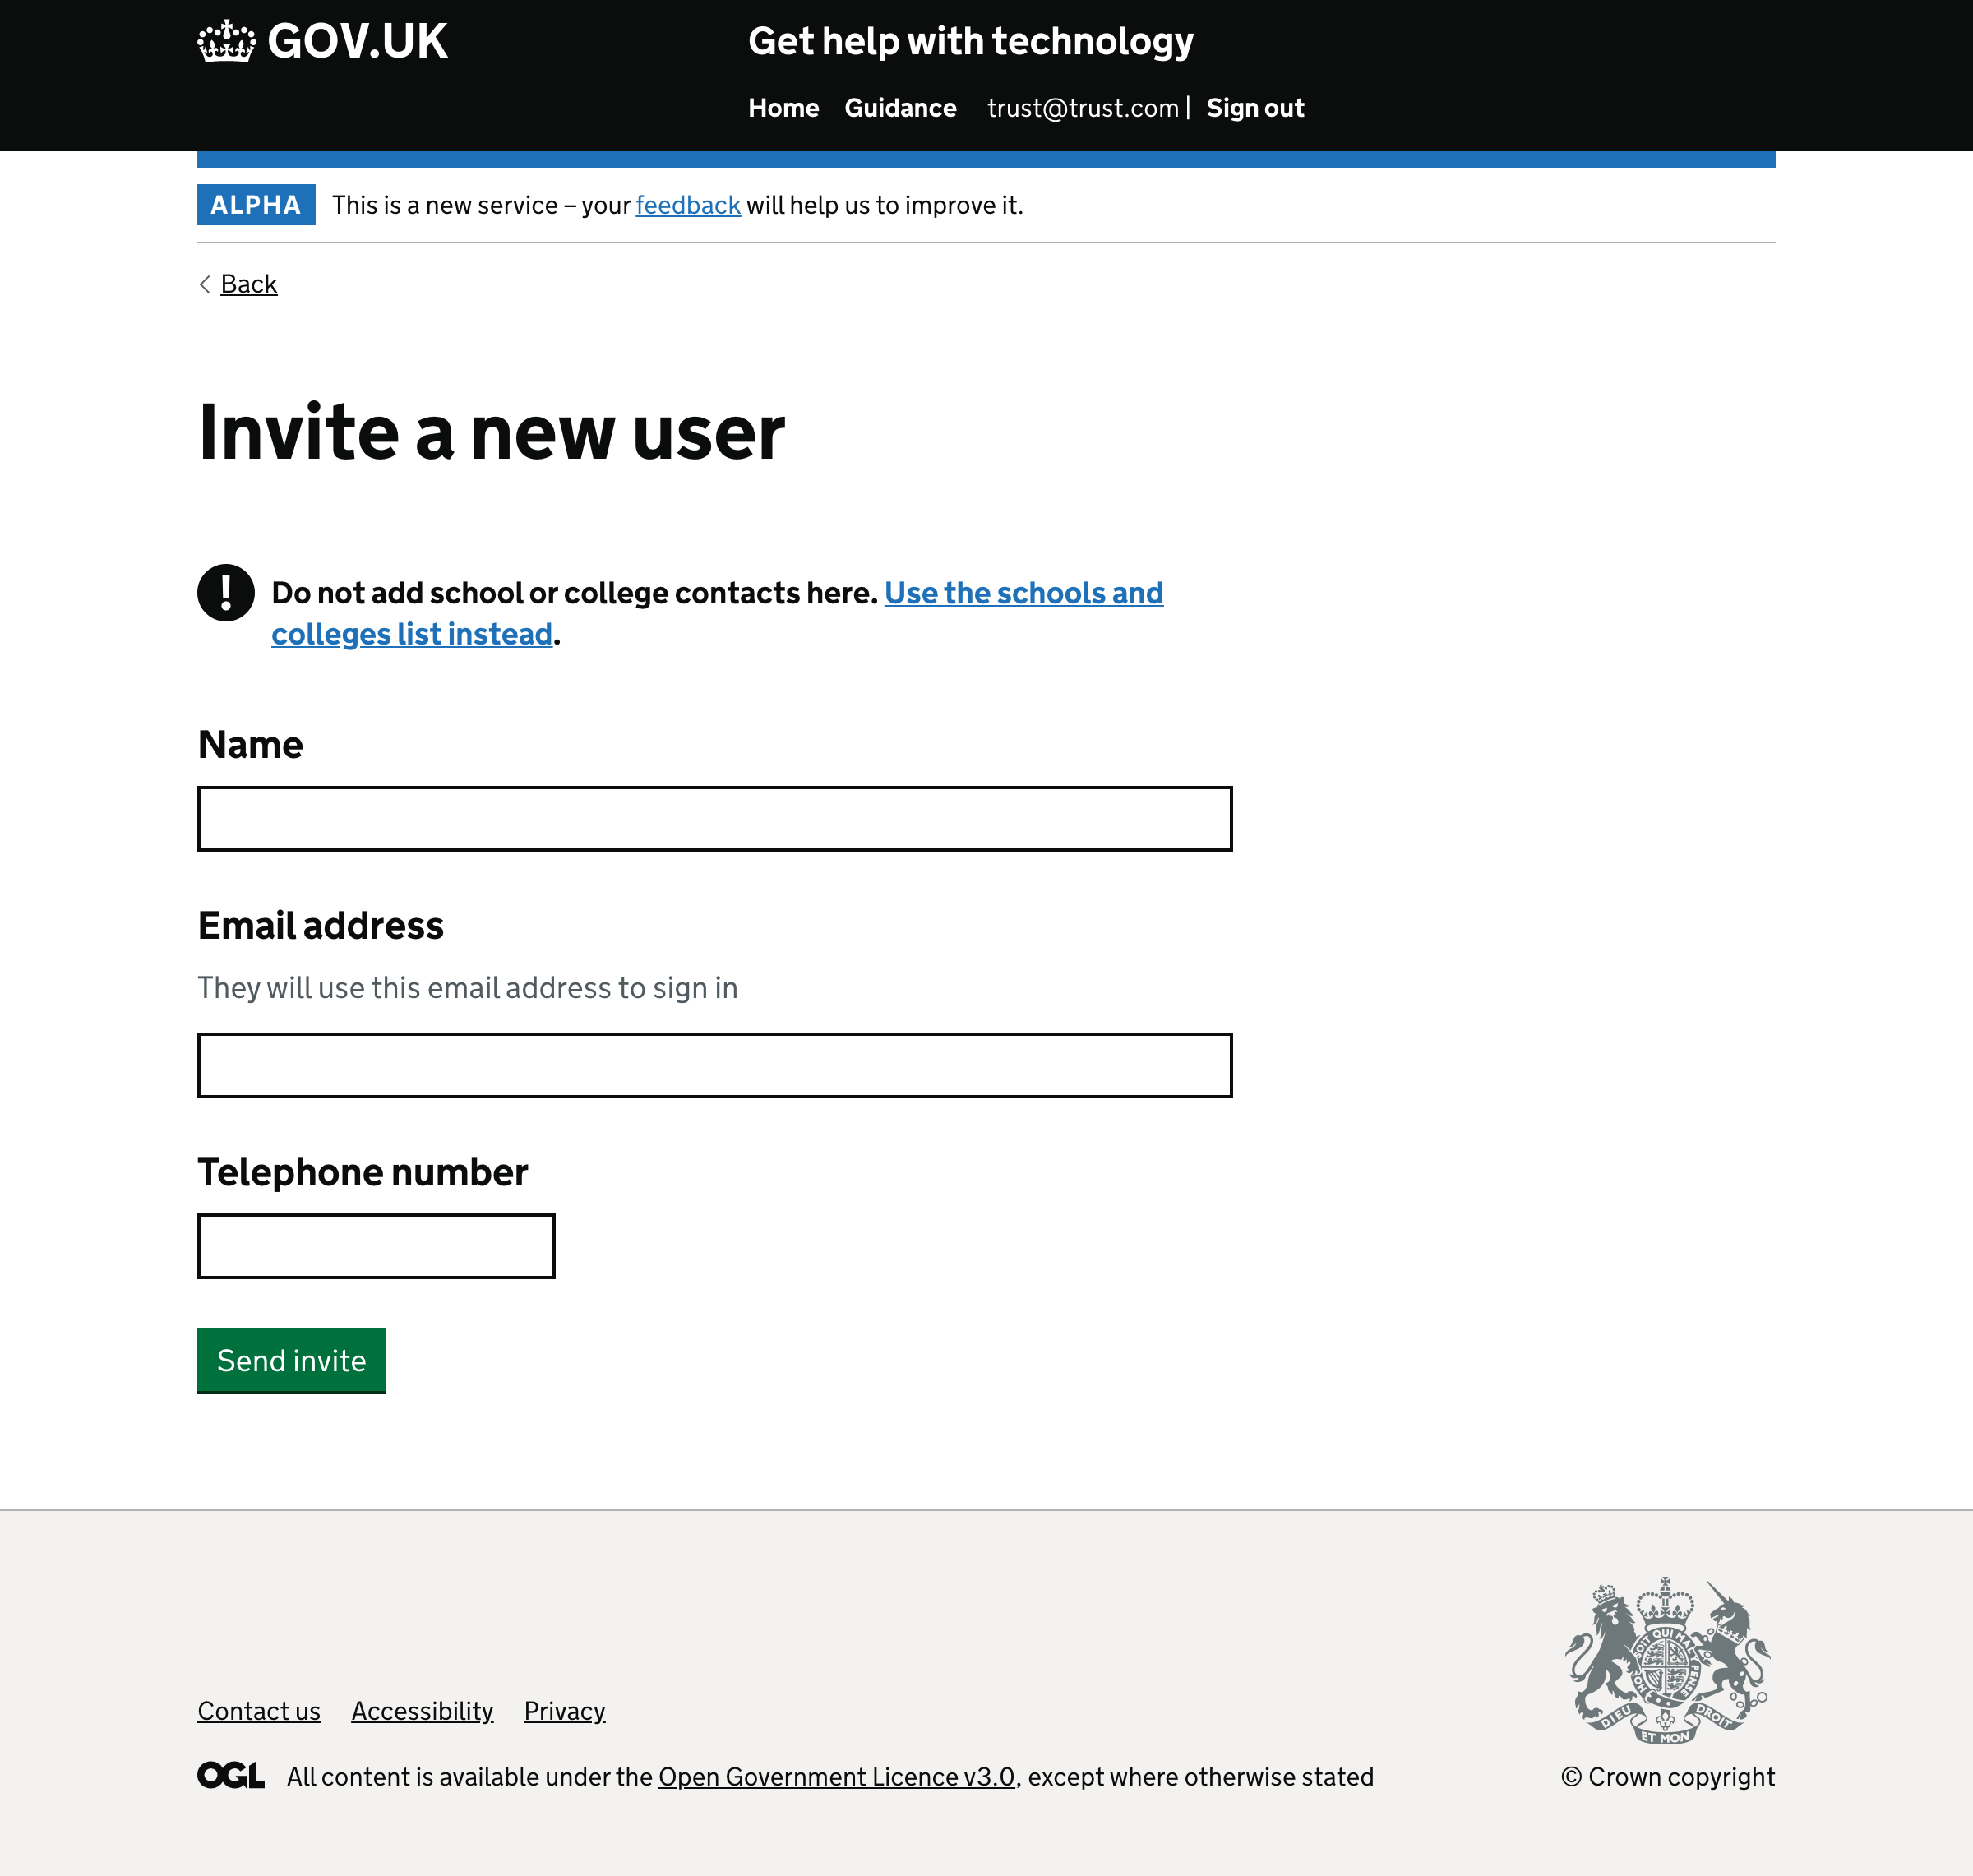 GOV.UK
Get help with technology
Home Guidance trust@trust.com | Sign out
ALPHA This is a new service – your feedback will help us to improve it.
Back
Invite a new user
! Do not add school or college contacts here. Use the schools and
colleges list instead.
Name
Email address
They will use this email address to sign in
Telephone number
Send invite
Contact us Accessibility Privacy
OGL All content is available under the Open Government Licence v3.0, except where otherwise stated
DIEU ET MON DROIT
© Crown copyright